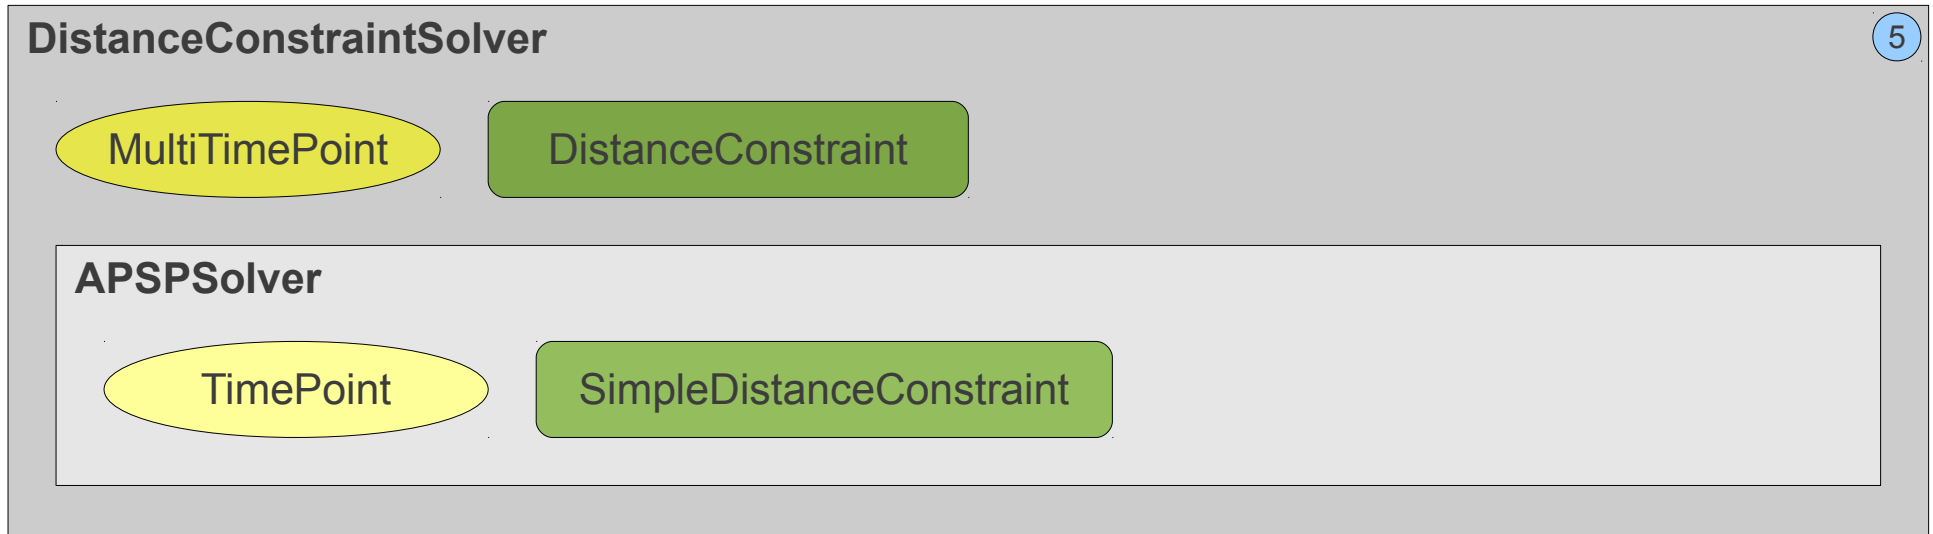 DistanceConstraintSolver
5
MultiTimePoint
DistanceConstraint
APSPSolver
TimePoint
SimpleDistanceConstraint